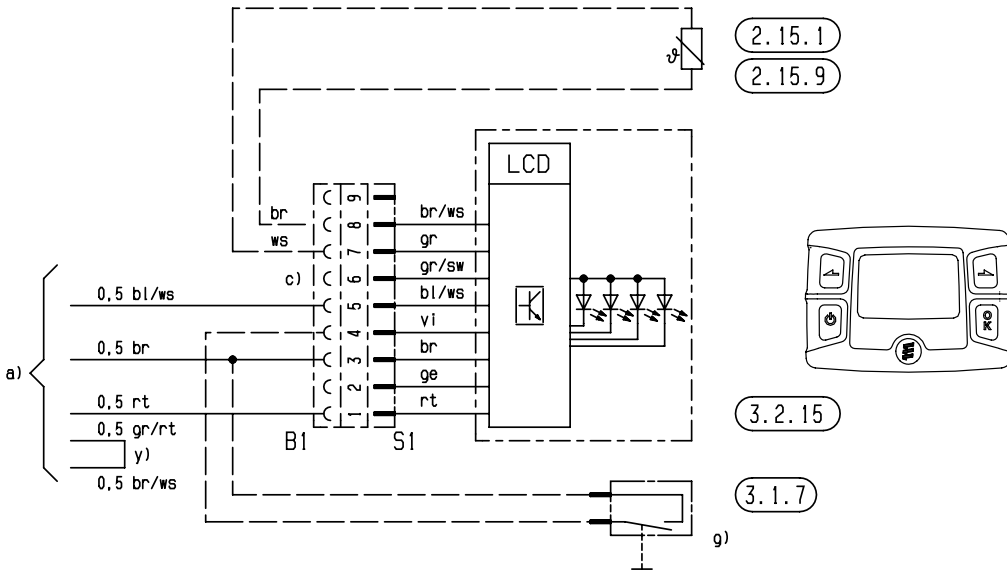 2.15.1
ϑ
2.15.9
LCD
9
br
8
br/ws
ws
7
gr
c)
6
gr/sw
0,5 bl/ws
5
bl/ws
4
vi
0,5 br
3
br
a)
2
ge
0,5 rt
1
rt
3.2.15
0,5 gr/rt
B1
S1
y)
0,5 br/ws
3.1.7
g)
OK